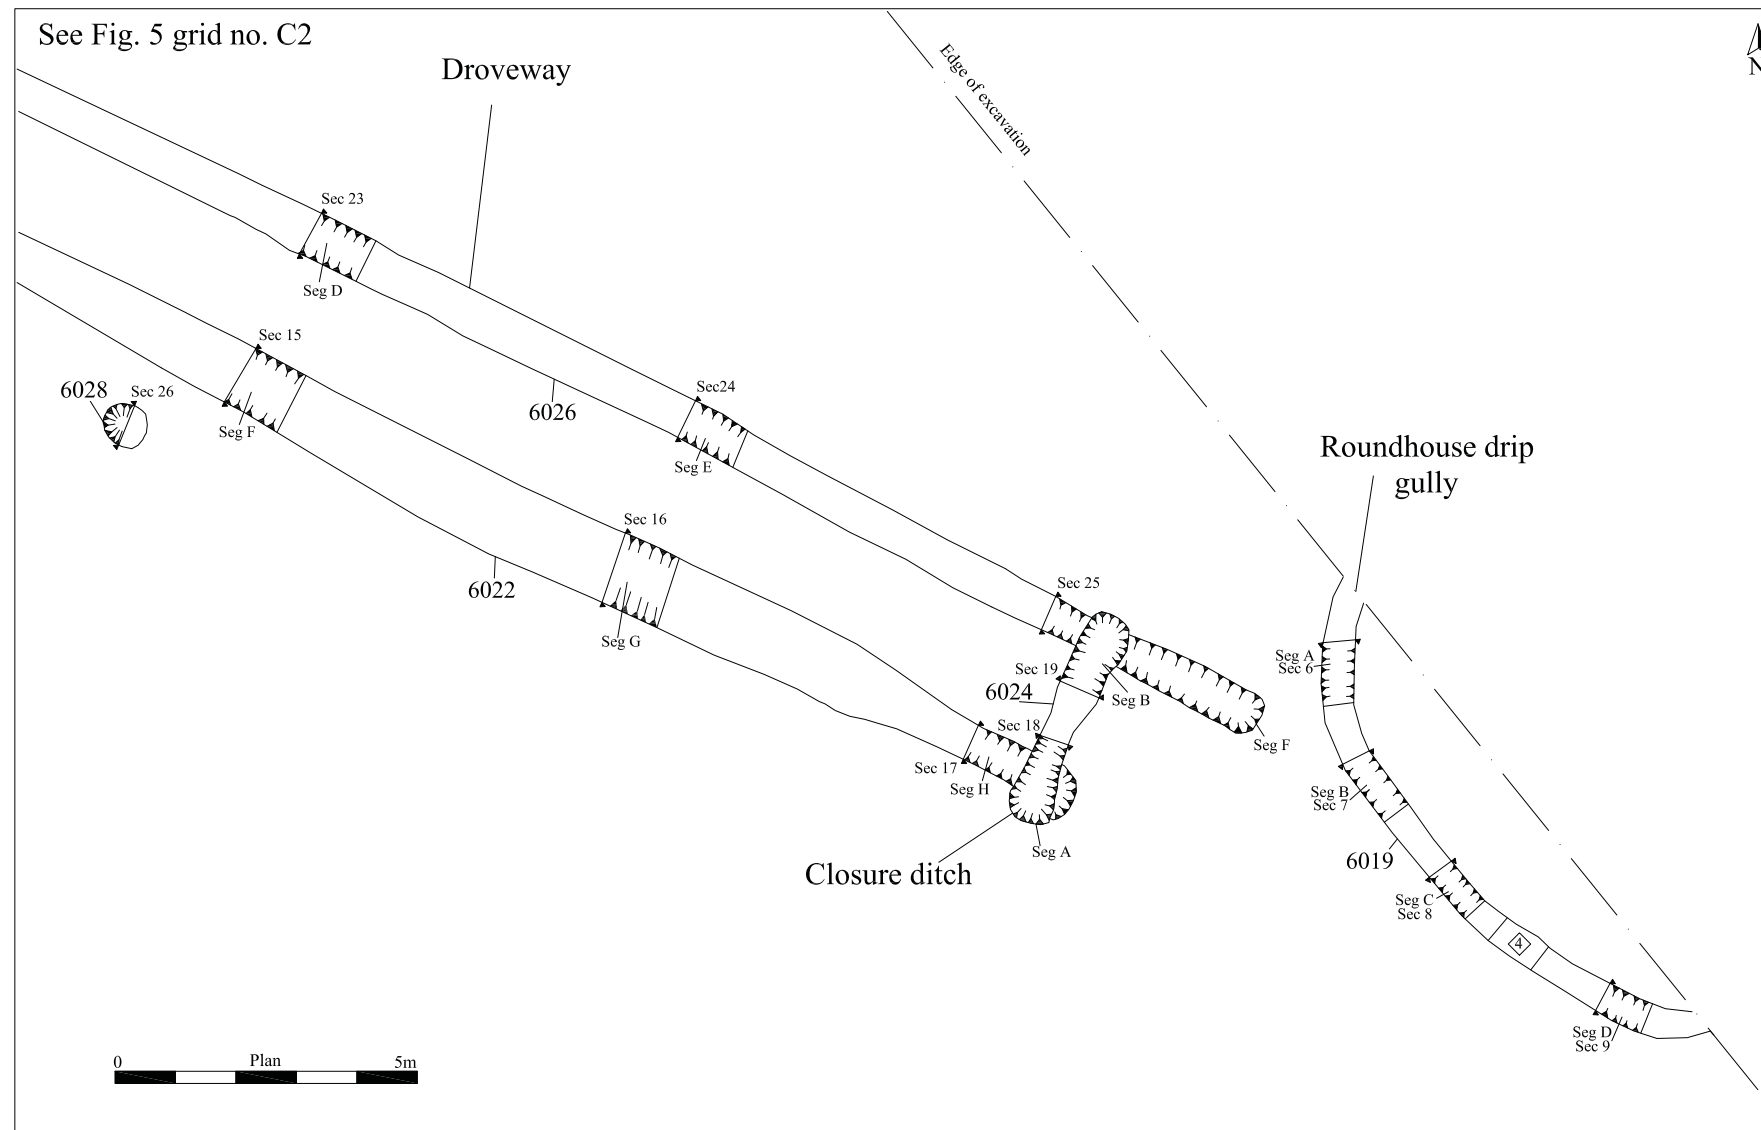 See Fig. 5 grid no. C2
N
Droveway
Edge of excavation
Sec 23
Seg D
Sec 15
6028
Sec 26
Seg F
6026
Sec24
Seg E
Roundhouse drip
gully
Sec 16
6022
Seg G
Sec 25
Sec 19
6024
Seg B
Sec 18
Seg F
Sec 17
Seg H
Seg A
Closure ditch
Seg A
Sec 6
Seg B
Sec 7
6019
Seg C
Sec 8
4
Seg D
Sec 9
0 Plan 5m